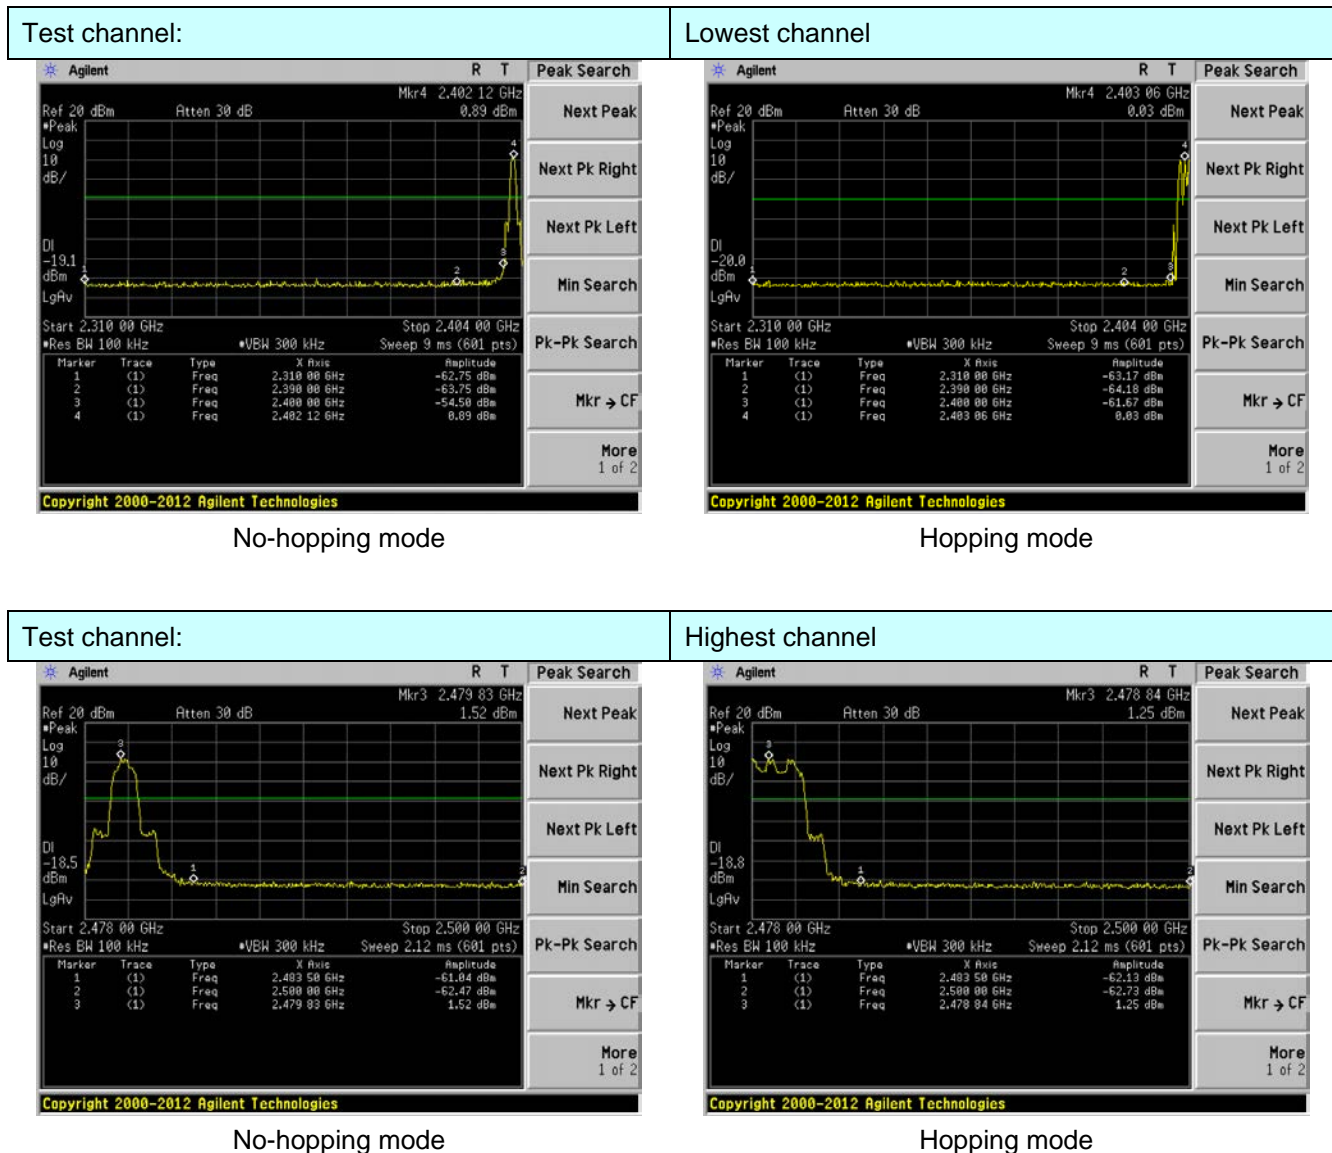 Test channel: Lowest channel
Agilent R T Peak Search
Mkr4 2.402 12 GHz
Ref 20 dBm Atten 30 dB 0.89 dBm
Next Peak
#Peak
Log
10
dB/
4
Next Pk Right
Next Pk Left
DI
-19.1
dBm
1 2 3
Min Search
LgAv
Start 2.310 00 GHz Stop 2.404 00 GHz
#Res BW 100 kHz #VBW 300 kHz Sweep 9 ms (601 pts)
Pk-Pk Search
Marker Trace Type X Axis Amplitude
1 (1) Freq 2.310 00 GHz -62.75 dBm
2 (1) Freq 2.390 00 GHz -63.75 dBm
3 (1) Freq 2.400 00 GHz -54.50 dBm
4 (1) Freq 2.402 12 GHz 0.89 dBm
Mkr → CF
More
1 of 2
Copyright 2000-2012 Agilent Technologies
No-hopping mode
Agilent R T Peak Search
Mkr4 2.403 06 GHz
Ref 20 dBm Atten 30 dB 0.03 dBm
Next Peak
#Peak
Log
10
dB/
4
Next Pk Right
Next Pk Left
DI
-20.0
dBm
1 2 3
Min Search
LgAv
Start 2.310 00 GHz Stop 2.404 00 GHz
#Res BW 100 kHz #VBW 300 kHz Sweep 9 ms (601 pts)
Pk-Pk Search
Marker Trace Type X Axis Amplitude
1 (1) Freq 2.310 00 GHz -63.17 dBm
2 (1) Freq 2.390 00 GHz -64.18 dBm
3 (1) Freq 2.400 00 GHz -61.67 dBm
4 (1) Freq 2.403 06 GHz 0.03 dBm
Mkr → CF
More
1 of 2
Copyright 2000-2012 Agilent Technologies
Hopping mode
Test channel: Highest channel
Agilent R T Peak Search
Mkr3 2.479 83 GHz
Ref 20 dBm Atten 30 dB 1.52 dBm
Next Peak
#Peak
Log
10
dB/
3
Next Pk Right
Next Pk Left
DI
-18.5
dBm
1 2
Min Search
LgAv
Start 2.478 00 GHz Stop 2.500 00 GHz
#Res BW 100 kHz #VBW 300 kHz Sweep 2.12 ms (601 pts)
Pk-Pk Search
Marker Trace Type X Axis Amplitude
1 (1) Freq 2.483 50 GHz -61.04 dBm
2 (1) Freq 2.500 00 GHz -62.47 dBm
3 (1) Freq 2.479 83 GHz 1.52 dBm
Mkr → CF
More
1 of 2
Copyright 2000-2012 Agilent Technologies
No-hopping mode
Agilent R T Peak Search
Mkr3 2.478 84 GHz
Ref 20 dBm Atten 30 dB 1.25 dBm
Next Peak
#Peak
Log
10
dB/
3
Next Pk Right
Next Pk Left
DI
-18.8
dBm
1 2
Min Search
LgAv
Start 2.478 00 GHz Stop 2.500 00 GHz
#Res BW 100 kHz #VBW 300 kHz Sweep 2.12 ms (601 pts)
Pk-Pk Search
Marker Trace Type X Axis Amplitude
1 (1) Freq 2.483 50 GHz -62.13 dBm
2 (1) Freq 2.500 00 GHz -62.73 dBm
3 (1) Freq 2.478 84 GHz 1.25 dBm
Mkr → CF
More
1 of 2
Copyright 2000-2012 Agilent Technologies
Hopping mode